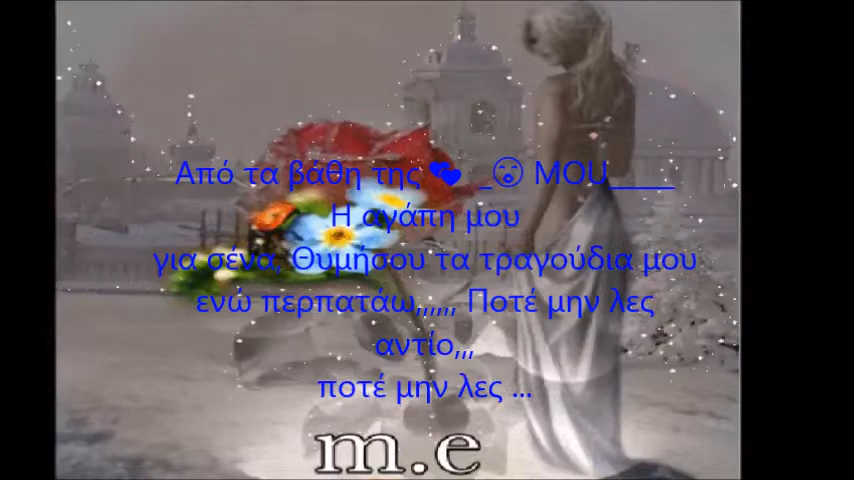 Από τα βάθη της 💕 _😮 MOU_____
Η αγάπη μου
για σένα, Θυμήσου τα τραγούδια μου
ενώ περπατάω,,,,,, Ποτέ μην λες
αντίο,,,
ποτέ μην λες ...
m.e